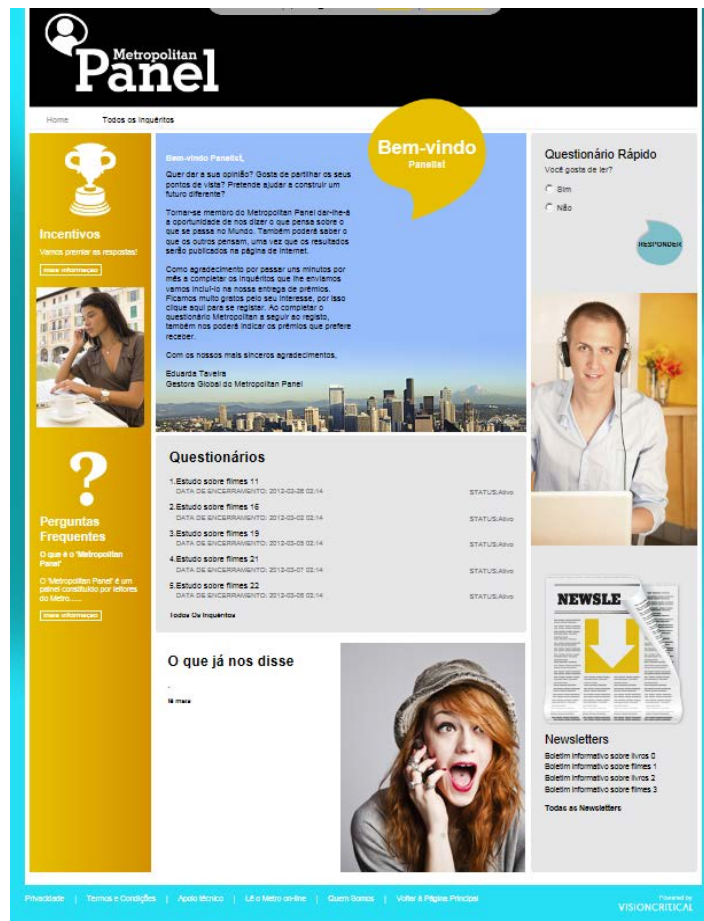 Metropolitan
Panel
Home
Todos os Inquéritos
Incentivos
Vamos premiar as respostas!
mais informação
Perguntas
Frequentes
O que é o 'Metropolitan
Panel'
O 'Metropolitan Panel' é um
painel constituído por leitores
do Metro......
mais informação
Bem-vindo
Panelist
Bem-vindo Panelist,
Quer dar a sua opinião? Gosta de partilhar os seus
pontos de vista? Pretende ajudar a construir um
futuro diferente?
Tornar-se membro do Metropolitan Panel dar-lhe-á
a oportunidade de nos dizer o que pensa sobre o
que se passa no Mundo. Também poderá saber o
que os outros pensam, uma vez que os resultados
serão publicados na página de internet.
Como agradecimento por passar uns minutos por
mês a completar os inquéritos que lhe enviamos
vamos incluí-lo na nossa entrega de prémios.
Ficamos muito gratos pelo seu interesse, por isso
clique aqui para se registar. Ao completar o
questionário Metropolitan a seguir ao registo,
também nos poderá indicar os prémios que prefere
receber.
Com os nossos mais sinceros agradecimentos,
Eduarda Taveira
Gestora Global do Metropolitan Panel
Questionários
1.Estudo sobre filmes 11
DATA DE ENCERRAMENTO: 2012-03-26 02:14
STATUS:Ativo
2.Estudo sobre filmes 15
DATA DE ENCERRAMENTO: 2012-03-02 02:14
STATUS:Ativo
3.Estudo sobre filmes 19
DATA DE ENCERRAMENTO: 2012-03-03 02:14
STATUS:Ativo
4.Estudo sobre filmes 21
DATA DE ENCERRAMENTO: 2012-03-07 02:14
STATUS:Ativo
5.Estudo sobre filmes 22
DATA DE ENCERRAMENTO: 2012-03-05 02:14
STATUS:Ativo
Todos Os Inquéritos
O que já nos disse
.
lê mais
Questionário Rápido
Você gosta de ler?
Sim
Não
RESPONDER
NEWSLE
Newsletters
Boletim informativo sobre livros 0
Boletim informativo sobre filmes 1
Boletim informativo sobre livros 2
Boletim informativo sobre filmes 3
Todas as Newsletters
Privacidade | Termos e Condições | Apoio técnico | Lê o Metro on-line | Quem Somos | Voltar à Página Principal
Powered by
VISIONCRITICAL